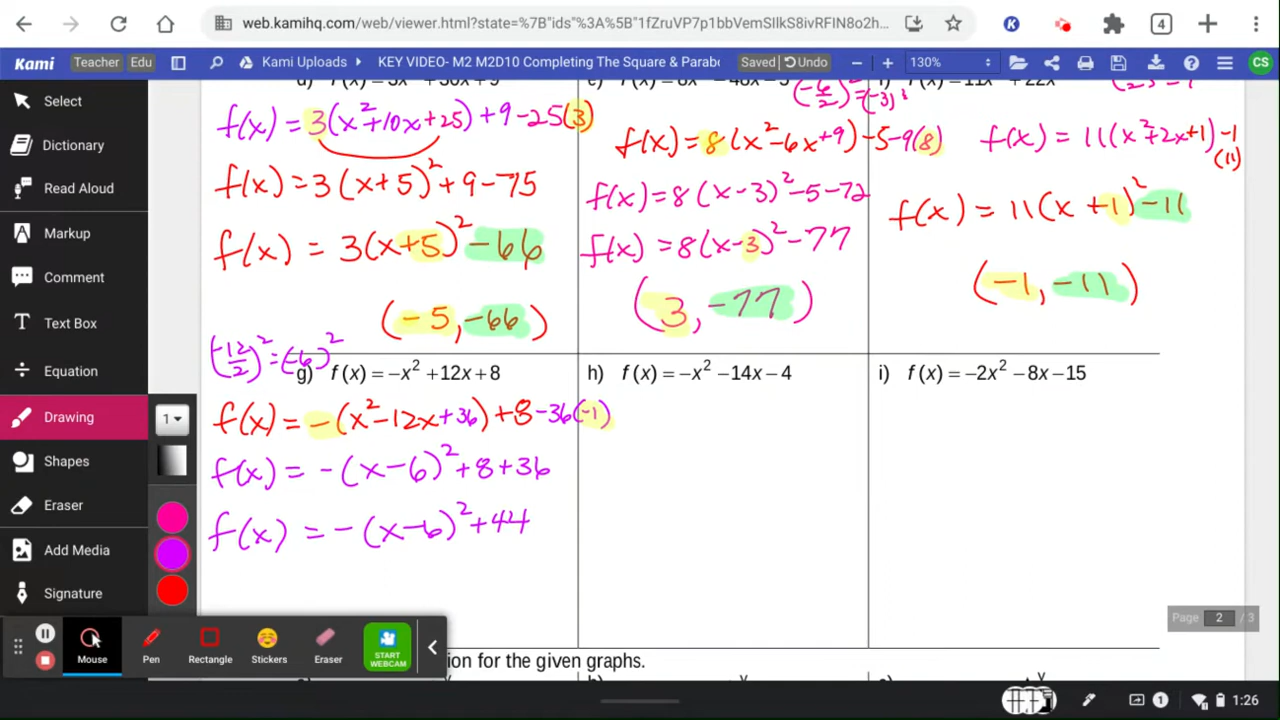 web.kamihq.com/web/viewer.html?state=%7B"ids"%3A%5B"1fZruVP7p1bbVemSIlkS8ivRFIN8o2hc...
4
Kami Teacher Edu
Kami Uploads KEY VIDEO- M2 M2D10 Completing The Square & Parabo
Saved Undo
130%
CS
Select
Dictionary
Read Aloud
Markup
Comment
Text Box
Equation
Drawing
1
Shapes
Eraser
Add Media
Signature
f(x) = 3(x²+10x+25)+9-25(3)
f(x)=3(x+5)²+9-75
f(x) = 3(x+5)²-66
(-5,-66)
f(x)=8(x²-6x+9)-5-9(8)
f(x)=8(x-3)²-5-72
f(x) =8(x-3)²-77
(3,-77)
f(x) = 11(x²+2x+1)-1
(11)
f(x) = 11(x+1)²-11
(-1,-11)
(-12/2)²=(-6)²
g) f(x) = −x² +12x + 8
f(x)= -(x²-12x+36)+8-36(-1)
f(x) = -(x-6)²+8+36
f(x) = -(x-6)²+44
h) f(x) = −x² −14x − 4
i) f(x) = −2x² −8x −15
Page 2 / 3
ion for the given graphs.
Mouse
Pen
Rectangle
Stickers
Eraser
START WEBCAM
1
1:26